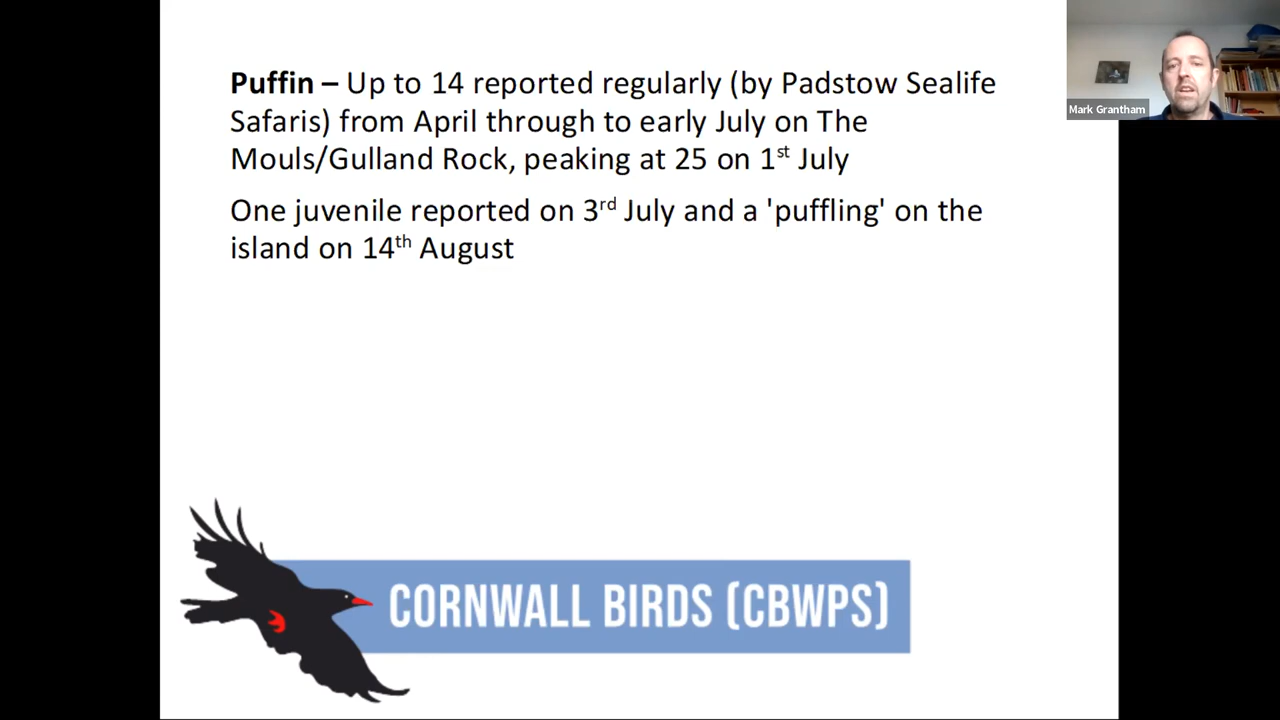 Puffin – Up to 14 reported regularly (by Padstow Sealife
Safaris) from April through to early July on The
Mouls/Gulland Rock, peaking at 25 on 1st July
One juvenile reported on 3rd July and a 'puffling' on the
island on 14th August
CORNWALL BIRDS (CBWPS)
Mark Grantham